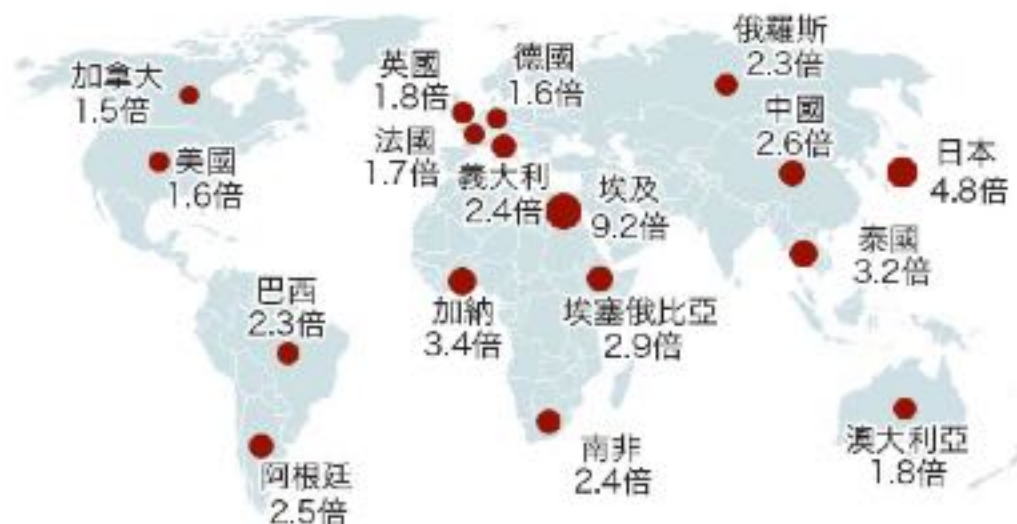 俄羅斯
2.3倍
德國
1.6倍
英國
1.8倍
加拿大
1.5倍
中國
2.6倍
法國
1.7倍
美國
1.6倍
日本
4.8倍
義大利
2.4倍
埃及
9.2倍
泰國
3.2倍
巴西
2.3倍
加納
3.4倍
埃塞俄比亞
2.9倍
澳大利亞
1.8倍
南非
2.4倍
阿根廷
2.5倍